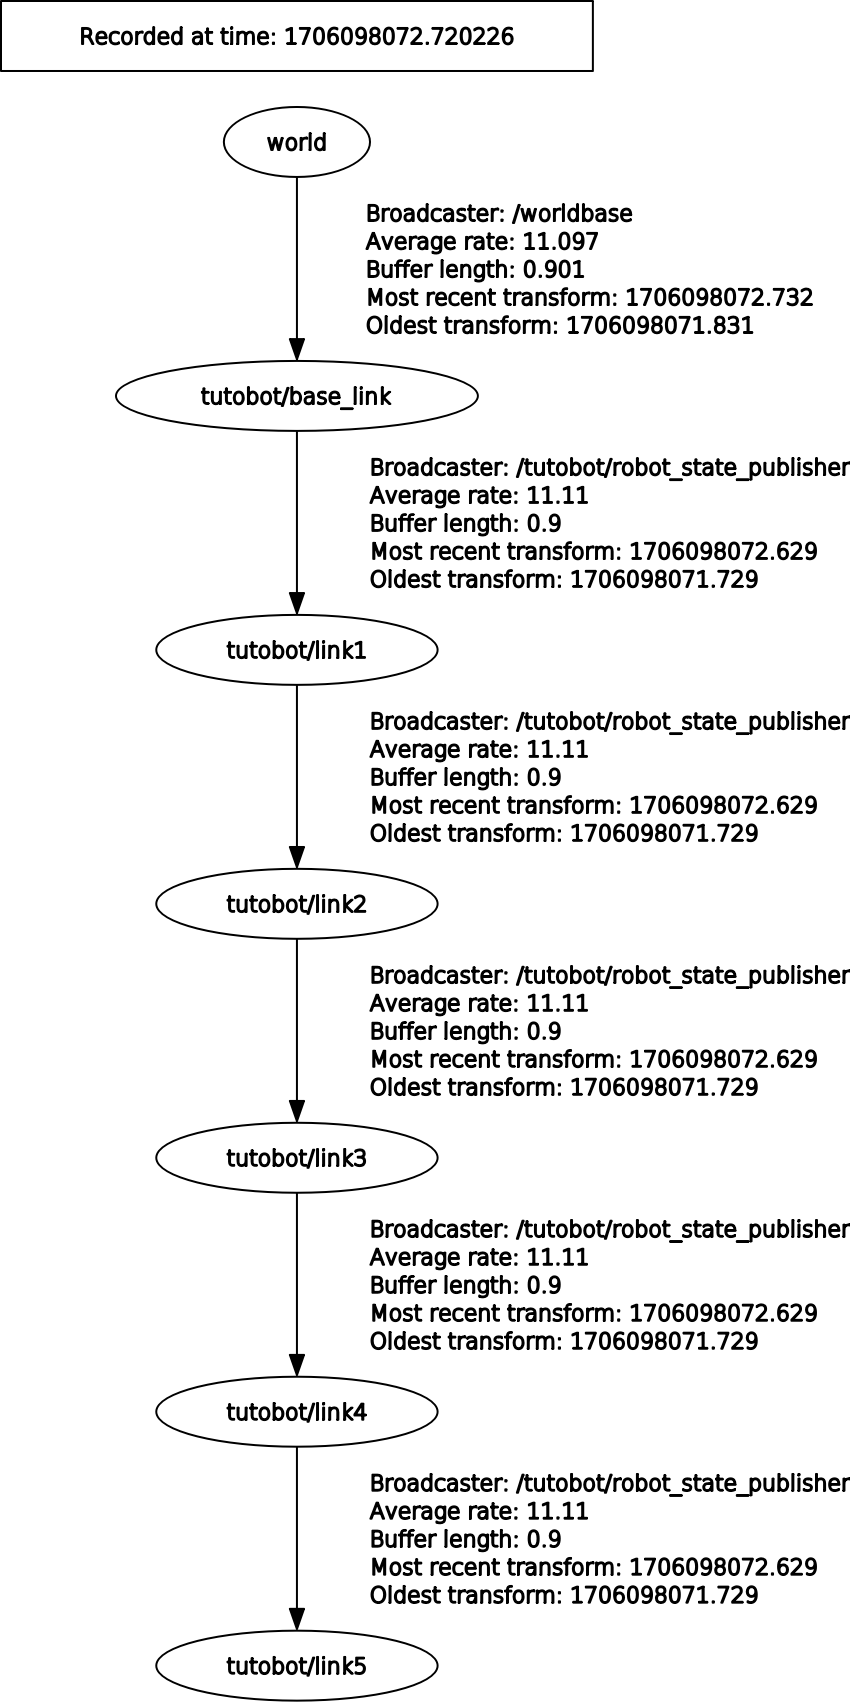 Recorded at time: 1706098072.720226
world
Broadcaster: /worldbase
Average rate: 11.097
Buffer length: 0.901
Most recent transform: 1706098072.732
Oldest transform: 1706098071.831
tutobot/base_link
Broadcaster: /tutobot/robot_state_publisher
Average rate: 11.11
Buffer length: 0.9
Most recent transform: 1706098072.629
Oldest transform: 1706098071.729
tutobot/link1
Broadcaster: /tutobot/robot_state_publisher
Average rate: 11.11
Buffer length: 0.9
Most recent transform: 1706098072.629
Oldest transform: 1706098071.729
tutobot/link2
Broadcaster: /tutobot/robot_state_publisher
Average rate: 11.11
Buffer length: 0.9
Most recent transform: 1706098072.629
Oldest transform: 1706098071.729
tutobot/link3
Broadcaster: /tutobot/robot_state_publisher
Average rate: 11.11
Buffer length: 0.9
Most recent transform: 1706098072.629
Oldest transform: 1706098071.729
tutobot/link4
Broadcaster: /tutobot/robot_state_publisher
Average rate: 11.11
Buffer length: 0.9
Most recent transform: 1706098072.629
Oldest transform: 1706098071.729
tutobot/link5